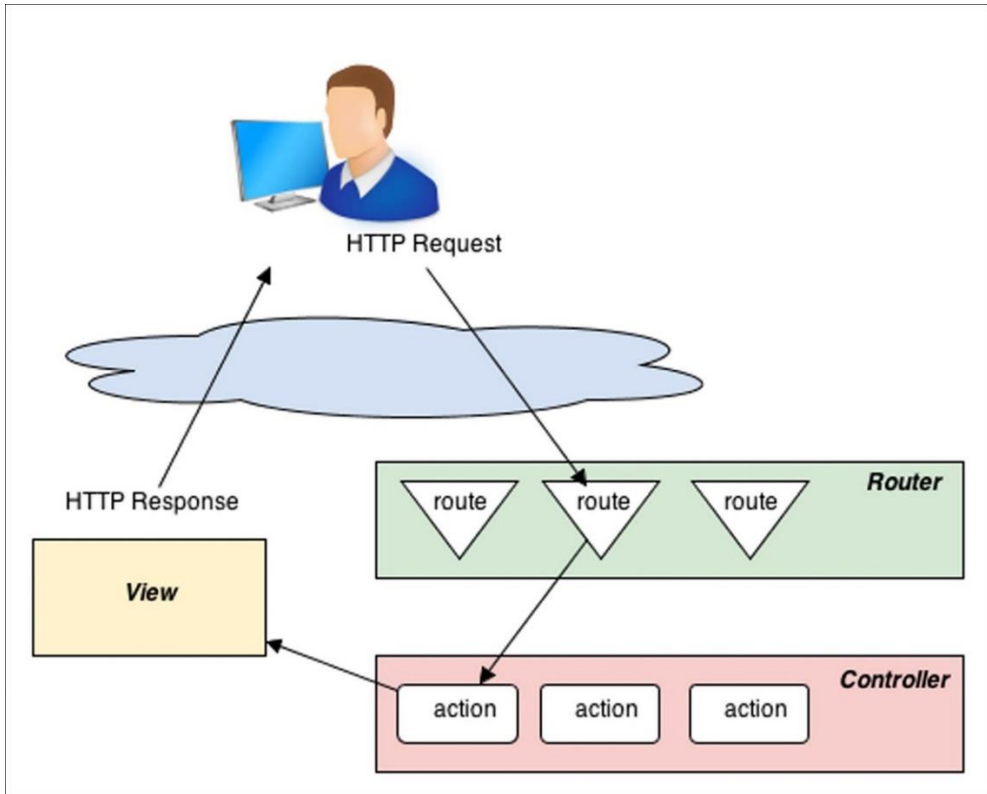 HTTP Request
HTTP Response
Router
route
route
route
View
Controller
action
action
action